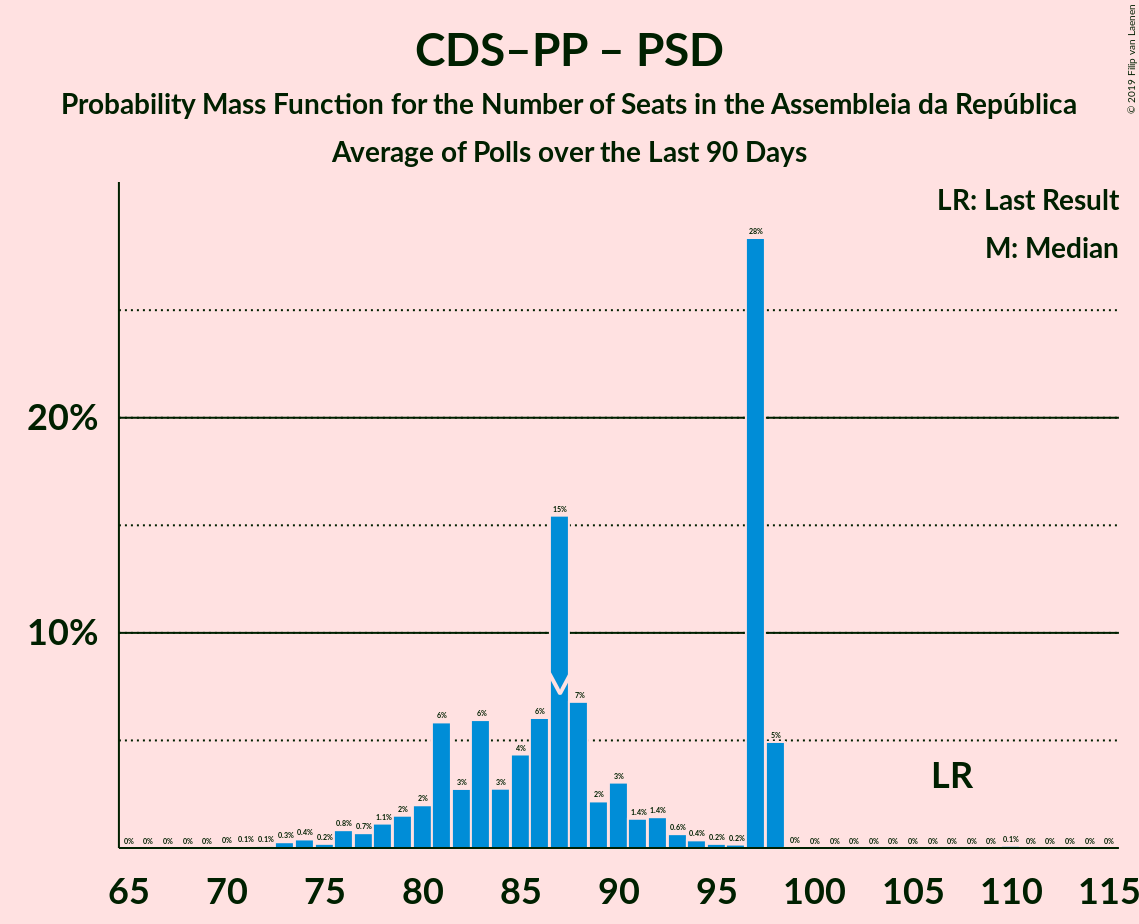 CDS–PP – PSD
Probability Mass Function for the Number of Seats in the Assembleia da República
Average of Polls over the Last 90 Days
© 2019 Filip van Laenen
LR: Last Result
M: Median
28%
20%
15%
10%
7%
6% 6% 6%
5%
4%
3% 3% 3%
2% 2% 2%
1.4% 1.4%
1.1%
0.8% 0.7% 0.6%
0.3% 0.4% 0.2% 0.4% 0.2% 0.2%
0% 0% 0% 0% 0% 0% 0.1% 0.1%
0% 0% 0% 0% 0% 0% 0% 0% 0% 0% 0% 0.1% 0% 0% 0% 0% 0%
LR
65 70 75 80 85 90 95 100 105 110 115